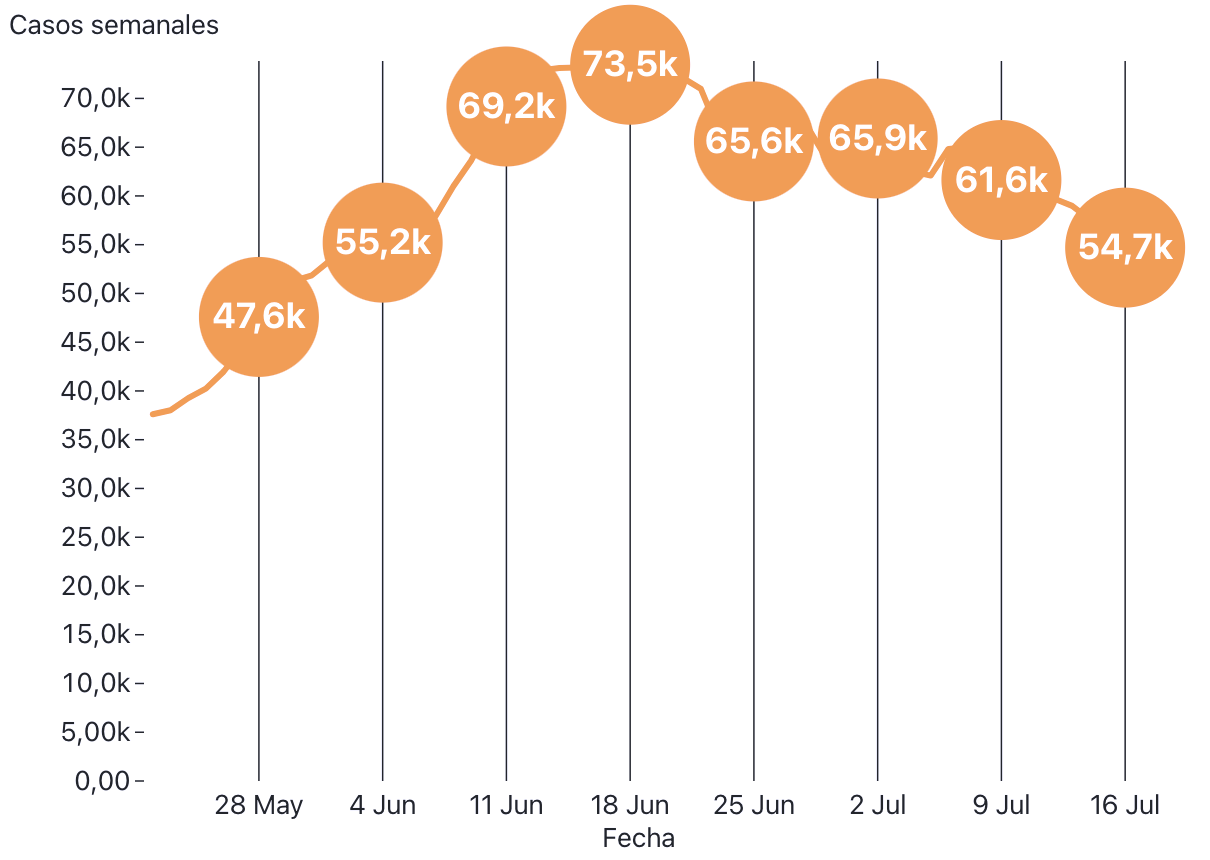 Casos semanales
73,5k
70,0k
69,2k
65,6k
65,9k
65,0k
60,0k
61,6k
55,0k
55,2k
54,7k
50,0k
47,6k
45,0k
40,0k
35,0k
30,0k
25,0k
20,0k
15,0k
10,0k
5,00k
0,00
28 May 4 Jun 11 Jun 18 Jun 25 Jun 2 Jul 9 Jul 16 Jul
Fecha